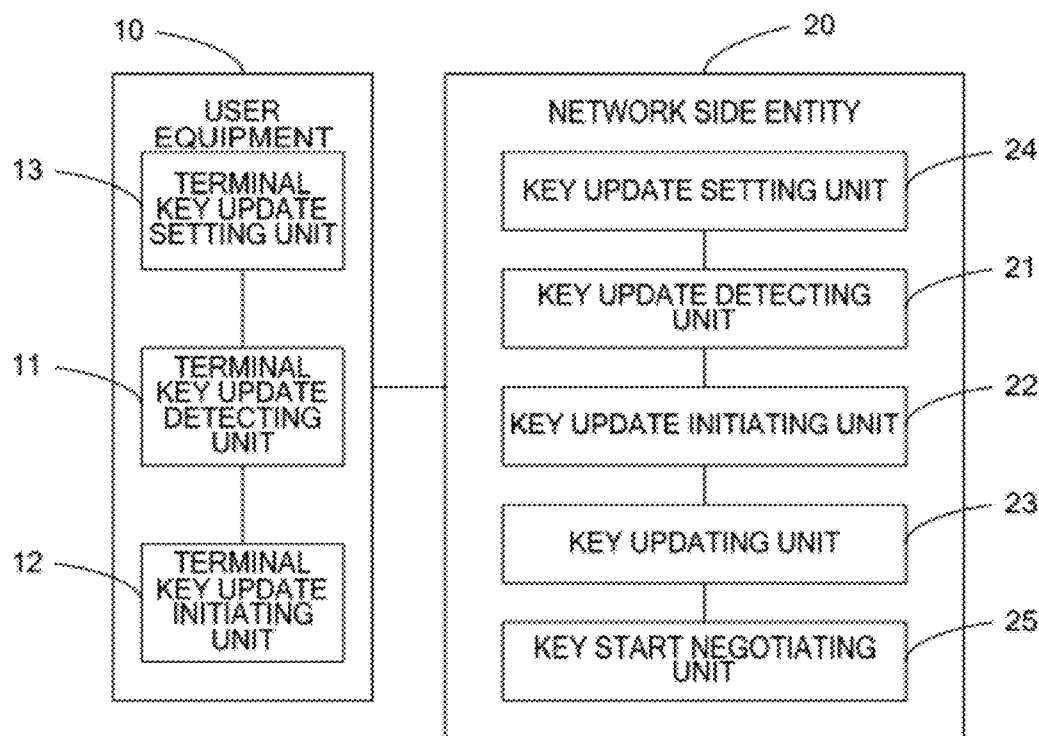 10
USER
EQUIPMENT
13
TERMINAL
KEY UPDATE
SETTING UNIT
11
TERMINAL
KEY UPDATE
DETECTING
UNIT
12
TERMINAL
KEY UPDATE
INITIATING
UNIT
20
NETWORK SIDE ENTITY
24
KEY UPDATE SETTING UNIT
21
KEY UPDATE DETECTING
UNIT
22
KEY UPDATE INITIATING UNIT
23
KEY UPDATING UNIT
25
KEY START NEGOTIATING
UNIT